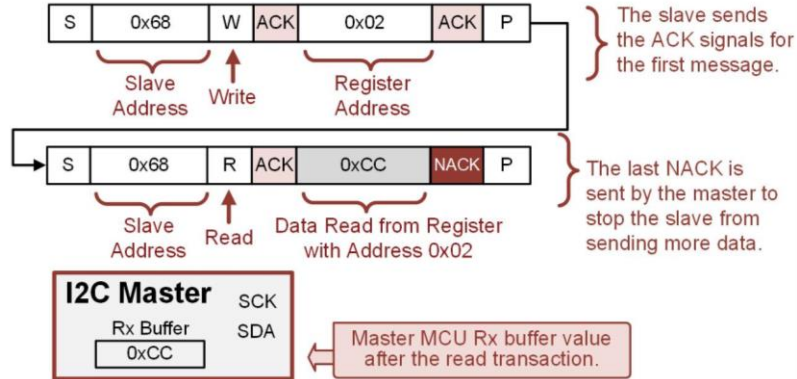 S 0x68 W ACK 0x02 ACK P
The slave sends
the ACK signals for
the first message.
Slave
Address
Write
Register
Address
S 0x68 R ACK 0xCC NACK P
The last NACK is
sent by the master to
stop the slave from
sending more data.
Slave
Address
Read
Data Read from Register
with Address 0x02
I2C Master
SCK
Rx Buffer
SDA
0xCC
Master MCU Rx buffer value
after the read transaction.